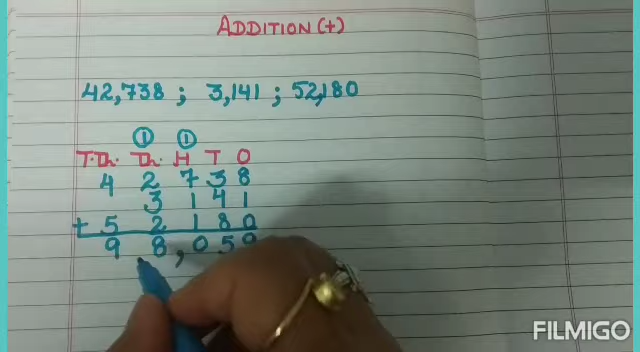 ADDITION (+)
42,738 ; 3,141 ; 52,180
1 1
T.Th. Th. H T O
4 2 7 3 8
3 1 4 1
+ 5 2 1 8 0
9 8, 0 5 9
FILMIGO